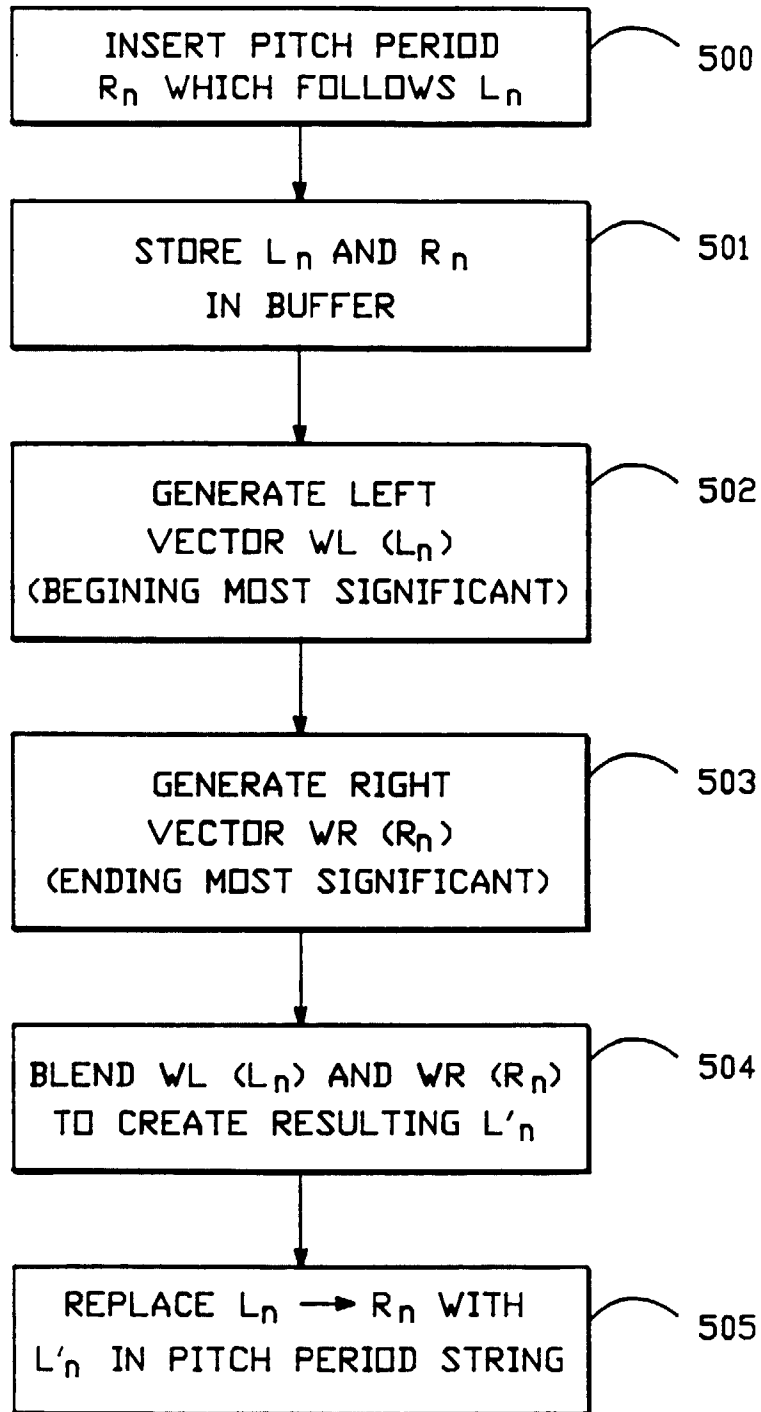 INSERT PITCH PERIOD
Rn WHICH FOLLOWS Ln
500
STORE Ln AND Rn
IN BUFFER
501
GENERATE LEFT
VECTOR WL (Ln)
(BEGINING MOST SIGNIFICANT)
502
GENERATE RIGHT
VECTOR WR (Rn)
(ENDING MOST SIGNIFICANT)
503
BLEND WL (Ln) AND WR (Rn)
TO CREATE RESULTING L'n
504
REPLACE Ln → Rn WITH
L'n IN PITCH PERIOD STRING
505